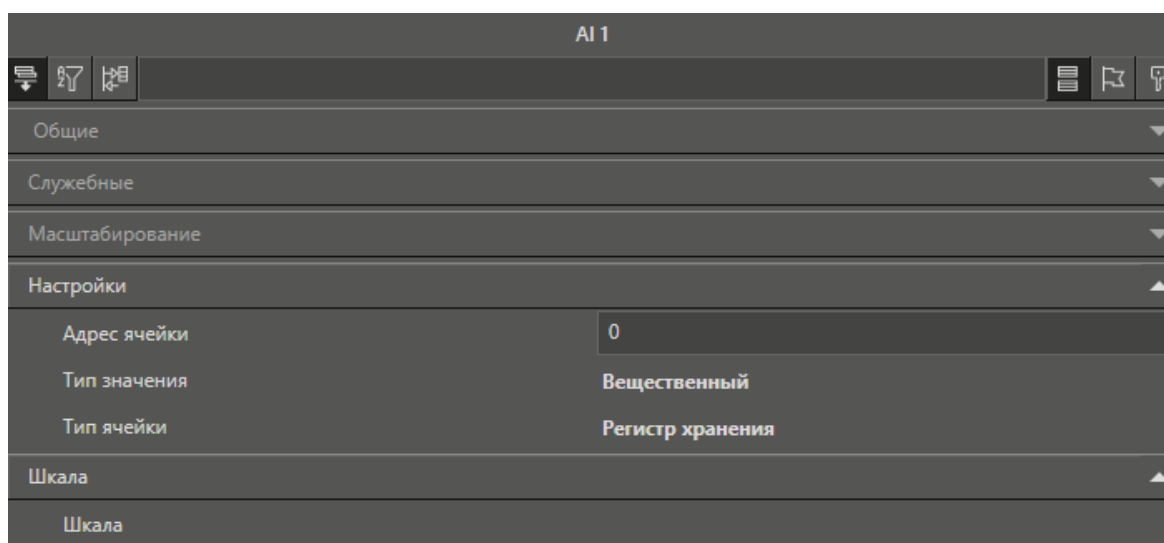 AI 1
Общие
Служебные
Масштабирование
Настройки
Адрес ячейки 0
Тип значения Вещественный
Тип ячейки Регистр хранения
Шкала
Шкала